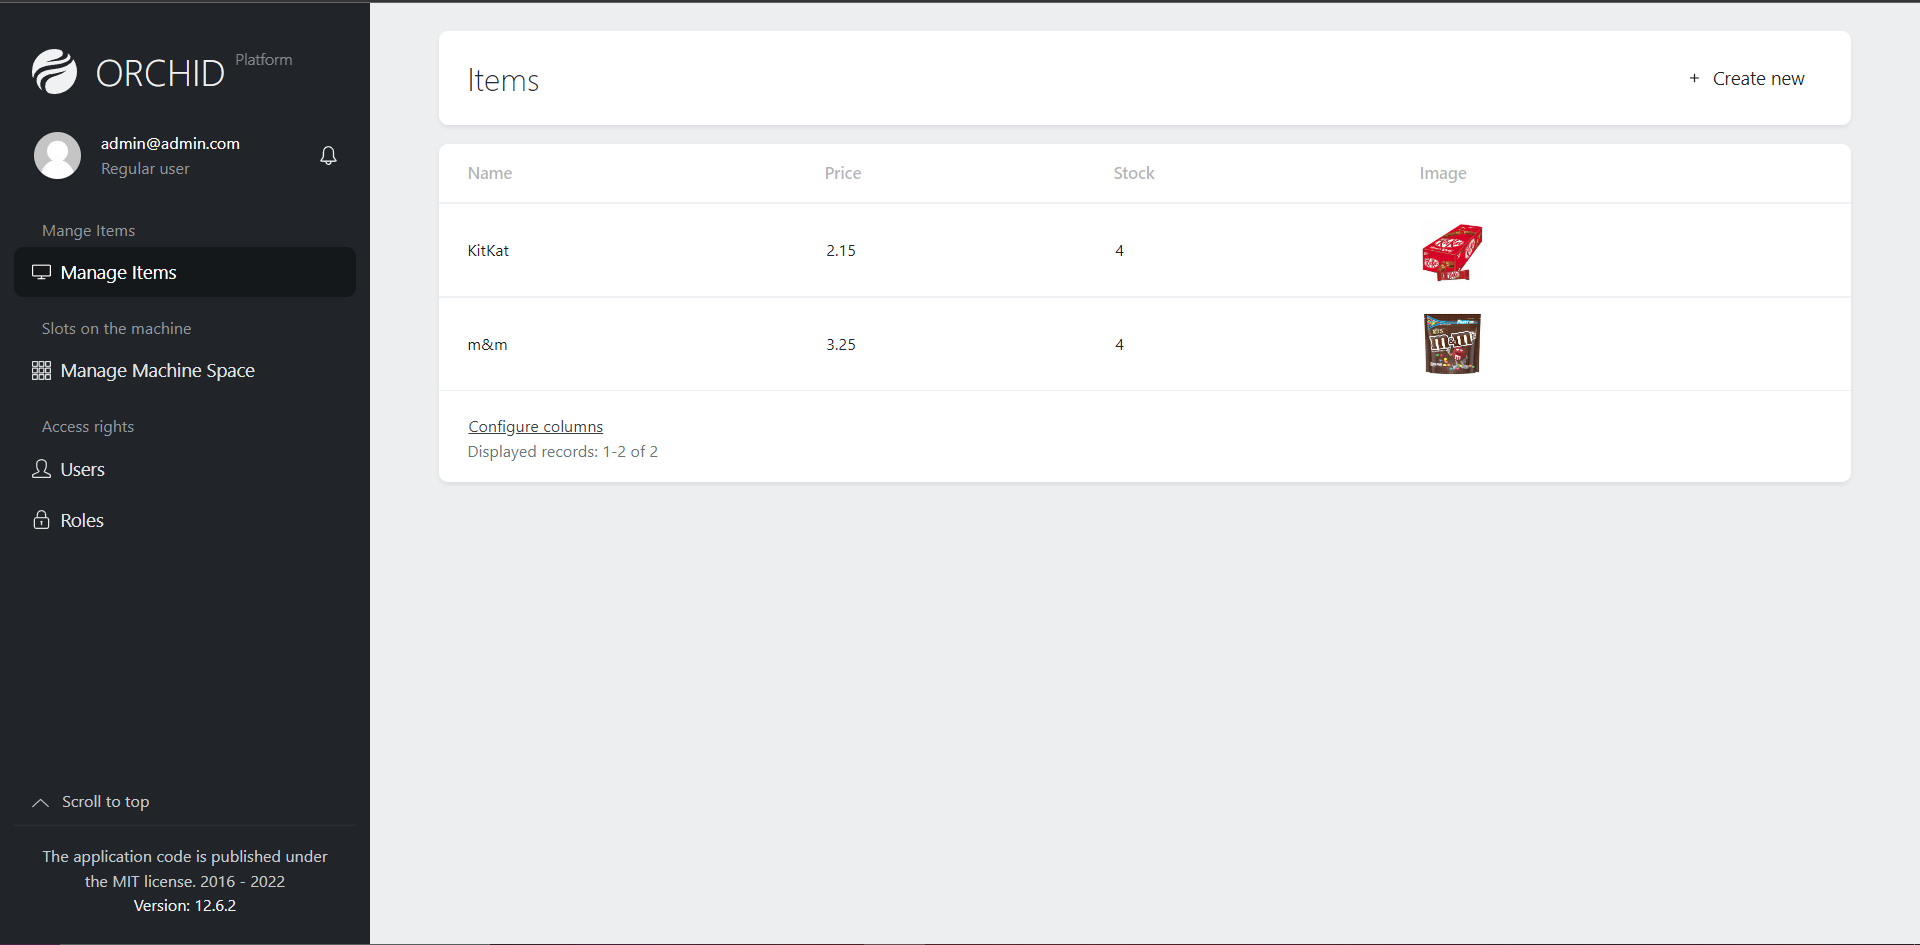 ORCHID Platform
admin@admin.com
Regular user
Mange Items
Manage Items
Slots on the machine
Manage Machine Space
Access rights
Users
Roles
Scroll to top
The application code is published under
the MIT license. 2016 - 2022
Version: 12.6.2
Items
+ Create new
Name Price Stock Image
KitKat 2.15 4
m&m 3.25 4
m&m's
Configure columns
Displayed records: 1-2 of 2